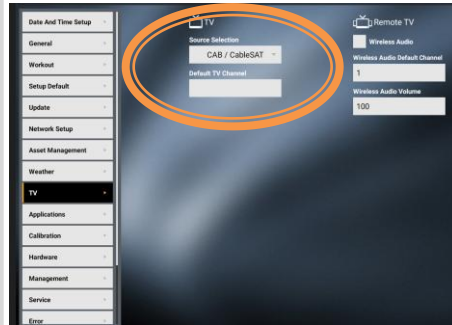 Date And Time Setup
General
Workout
Setup Default
Update
Network Setup
Asset Management
Weather
TV
Applications
Calibration
Hardware
Management
Service
Error
TV
Source Selection
CAB / CableSAT
Default TV Channel
Remote TV
Wireless Audio
Wireless Audio Default Channel
1
Wireless Audio Volume
100